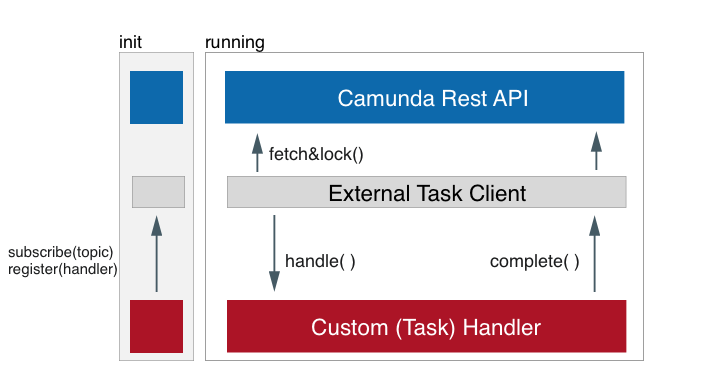 init
running
Camunda Rest API
fetch&lock()
External Task Client
subscribe(topic)
register(handler)
handle( )
complete( )
Custom (Task) Handler